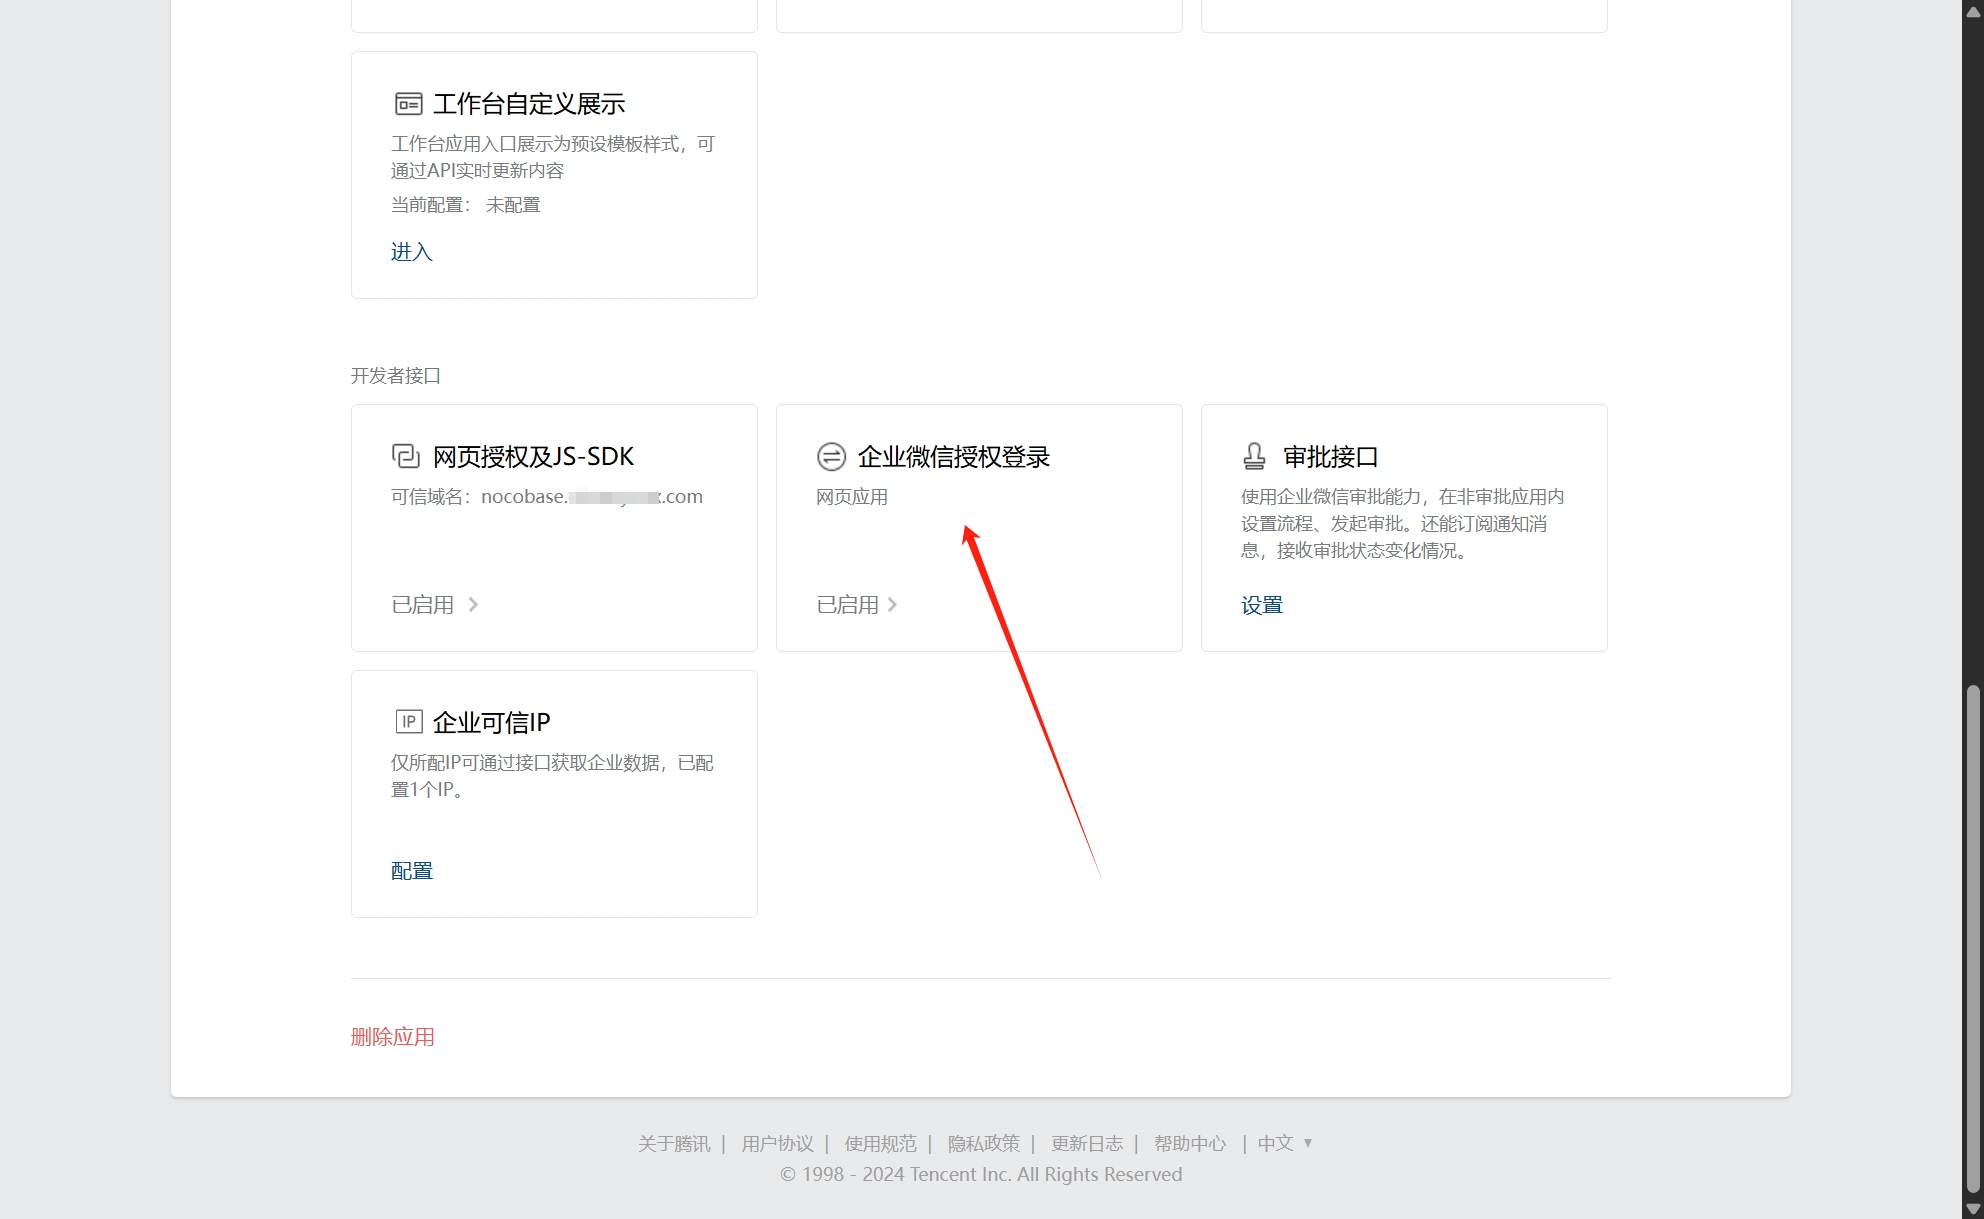 工作台自定义展示
工作台应用入口展示为预设模板样式，可
通过API实时更新内容
当前配置： 未配置
进入
开发者接口
网页授权及JS-SDK
可信域名：nocobase. .com
已启用
企业微信授权登录
网页应用
已启用
审批接口
使用企业微信审批能力，在非审批应用内
设置流程、发起审批。还能订阅通知消
息，接收审批状态变化情况。
设置
IP
企业可信IP
仅所配IP可通过接口获取企业数据，已配
置1个IP。
配置
删除应用
关于腾讯 | 用户协议 | 使用规范 | 隐私政策 | 更新日志 | 帮助中心 | 中文
© 1998 - 2024 Tencent Inc. All Rights Reserved